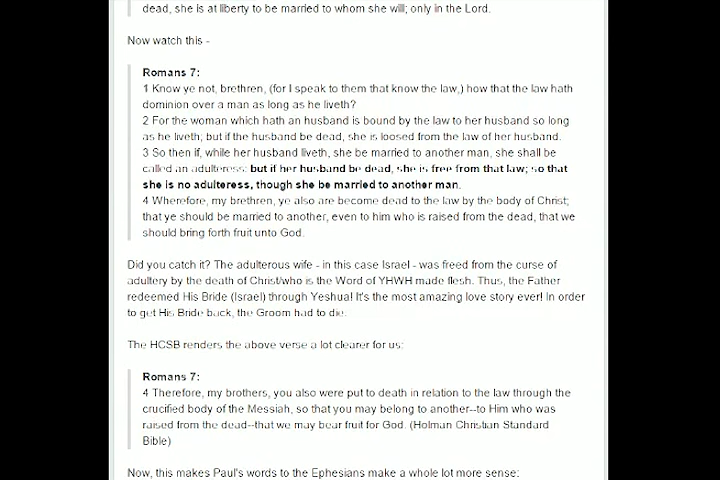 dead, she is at liberty to be married to whom she will; only in the Lord.
Now watch this -
Romans 7:
1 Know ye not, brethren, (for I speak to them that know the law,) how that the law hath
dominion over a man as long as he liveth?
2 For the woman which hath an husband is bound by the law to her husband so long
as he liveth; but if the husband be dead, she is loosed from the law of her husband.
3 So then if, while her husband liveth, she be married to another man, she shall be
called an adulteress: but if her husband be dead, she is free from that law; so that
she is no adulteress, though she be married to another man.
4 Wherefore, my brethren, ye also are become dead to the law by the body of Christ;
that ye should be married to another, even to him who is raised from the dead, that we
should bring forth fruit unto God.
Did you catch it? The adulterous wife - in this case Israel - was freed from the curse of
adultery by the death of Christ/who is the Word of YHWH made flesh. Thus, the Father
redeemed His Bride (Israel) through Yeshua! It's the most amazing love story ever! In order
to get His Bride back, the Groom had to die.
The HCSB renders the above verse a lot clearer for us:
Romans 7:
4 Therefore, my brothers, you also were put to death in relation to the law through the
crucified body of the Messiah, so that you may belong to another--to Him who was
raised from the dead--that we may bear fruit for God. (Holman Christian Standard
Bible)
Now, this makes Paul's words to the Ephesians make a whole lot more sense: